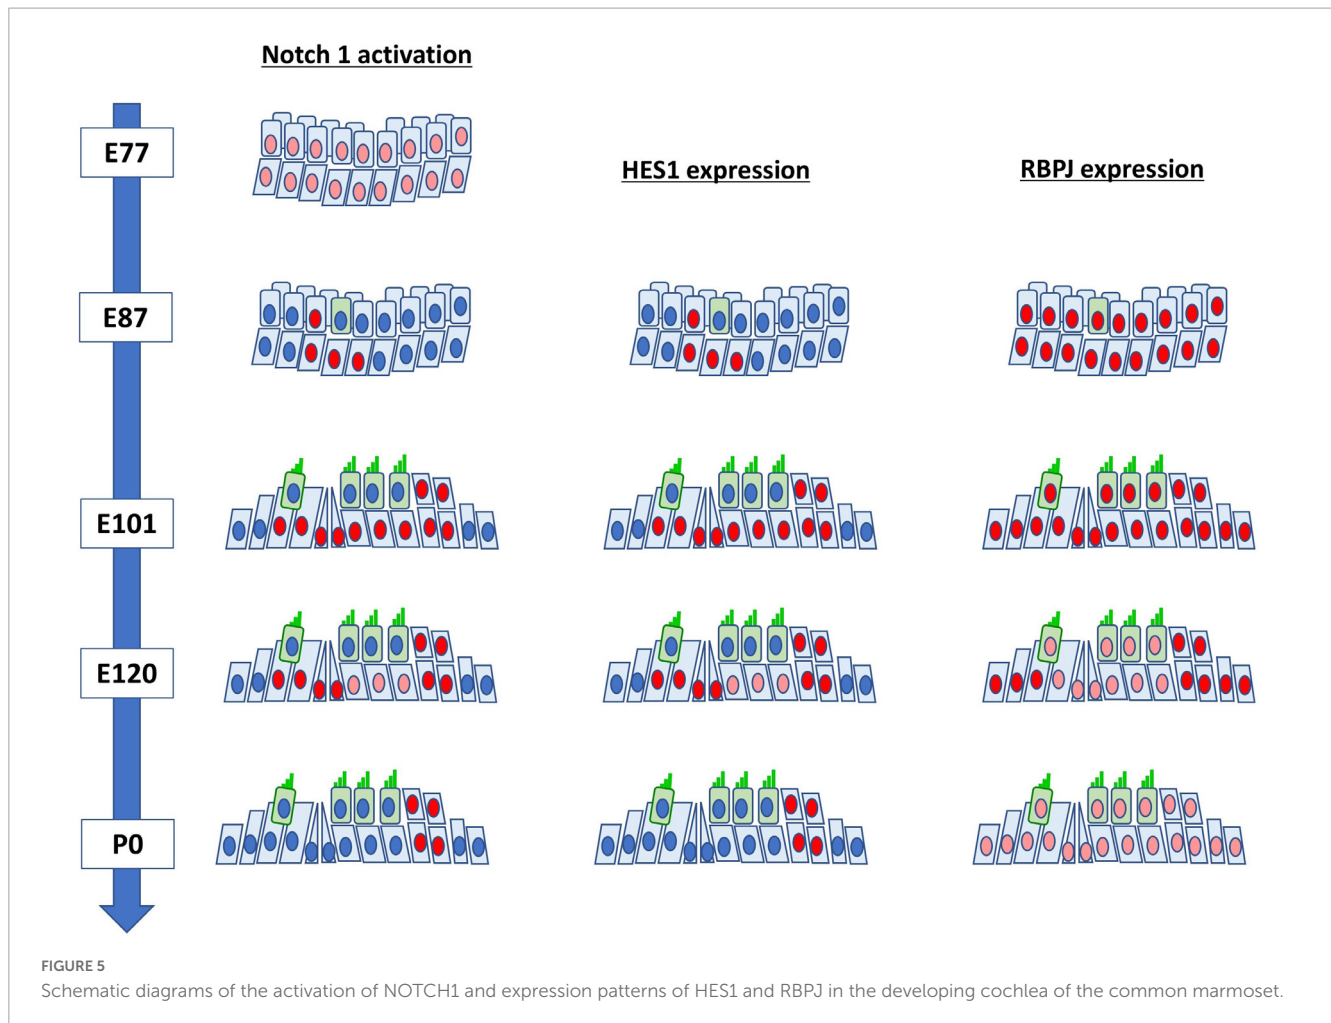 Notch 1 activation
E77
HES1 expression
RBPJ expression
E87
E101
E120
P0
FIGURE 5
Schematic diagrams of the activation of NOTCH1 and expression patterns of HES1 and RBPJ in the developing cochlea of the common marmoset.